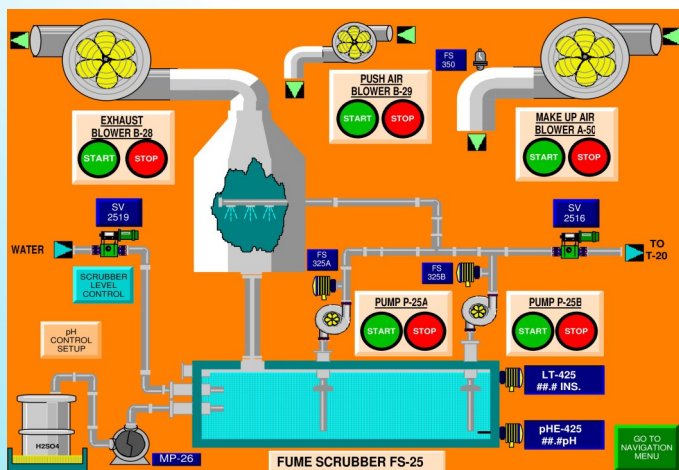 FS
350
PUSH AIR
BLOWER B-29
START
STOP
EXHAUST
BLOWER B-28
START
STOP
MAKE UP AIR
BLOWER A-50
START
STOP
SV
2519
SV
2516
WATER
TO
T-20
FS
325A
FS
325B
SCRUBBER
LEVEL
CONTROL
PUMP P-25A
START
STOP
PUMP P-25B
START
STOP
pH
CONTROL
SETUP
LT-425
##.# INS.
pHE-425
##.#pH
H2SO4
MP-26
FUME SCRUBBER FS-25
GO TO
NAVIGATION
MENU